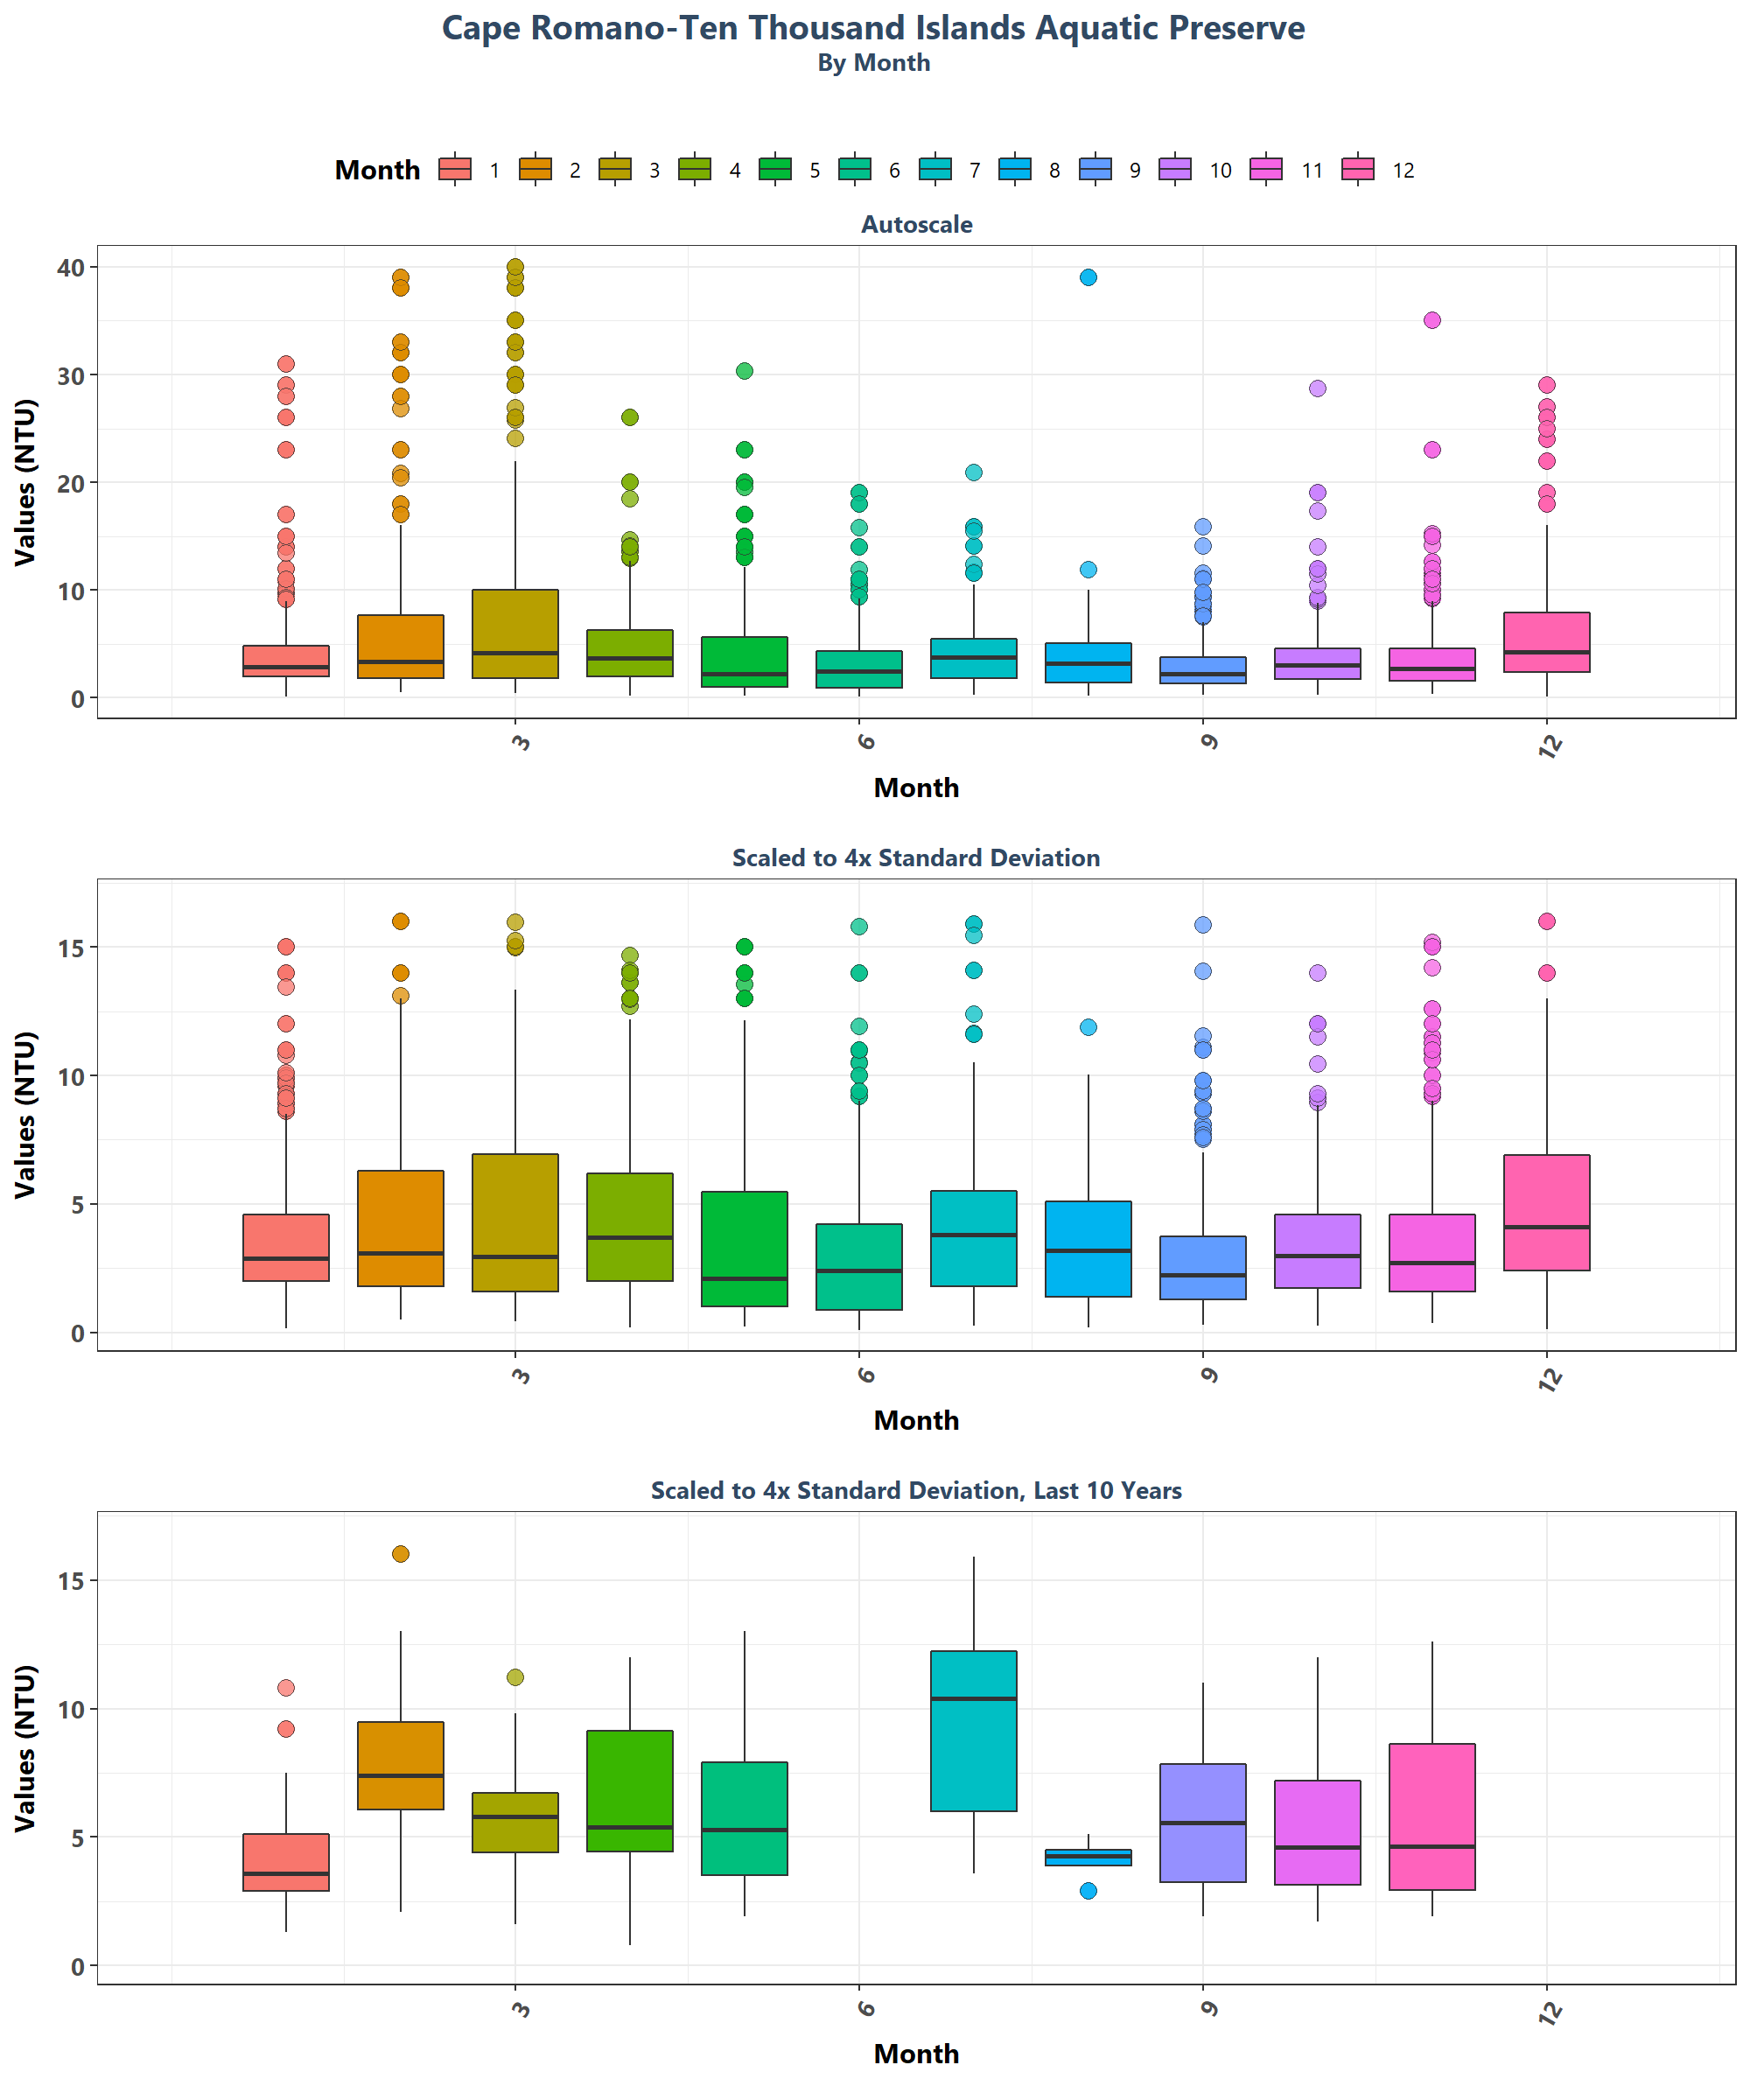 Cape Romano-Ten Thousand Islands Aquatic Preserve
By Month
Month 1 2 3 4 5 6 7 8 9 10 11 12
Autoscale
Values (NTU)
40
30
20
10
0
3 6 9 12
Month
Scaled to 4x Standard Deviation
Values (NTU)
15
10
5
0
3 6 9 12
Month
Scaled to 4x Standard Deviation, Last 10 Years
Values (NTU)
15
10
5
0
3 6 9 12
Month